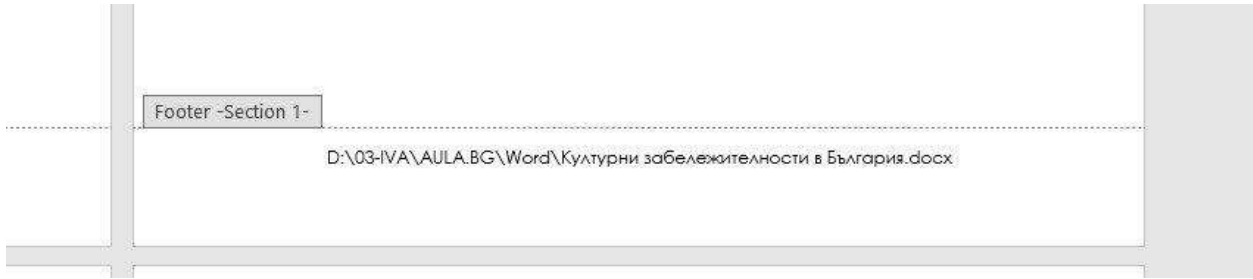 Footer -Section 1-
D:\03-IVA\AULA.BG\Word\Културни забележителности в България.docx